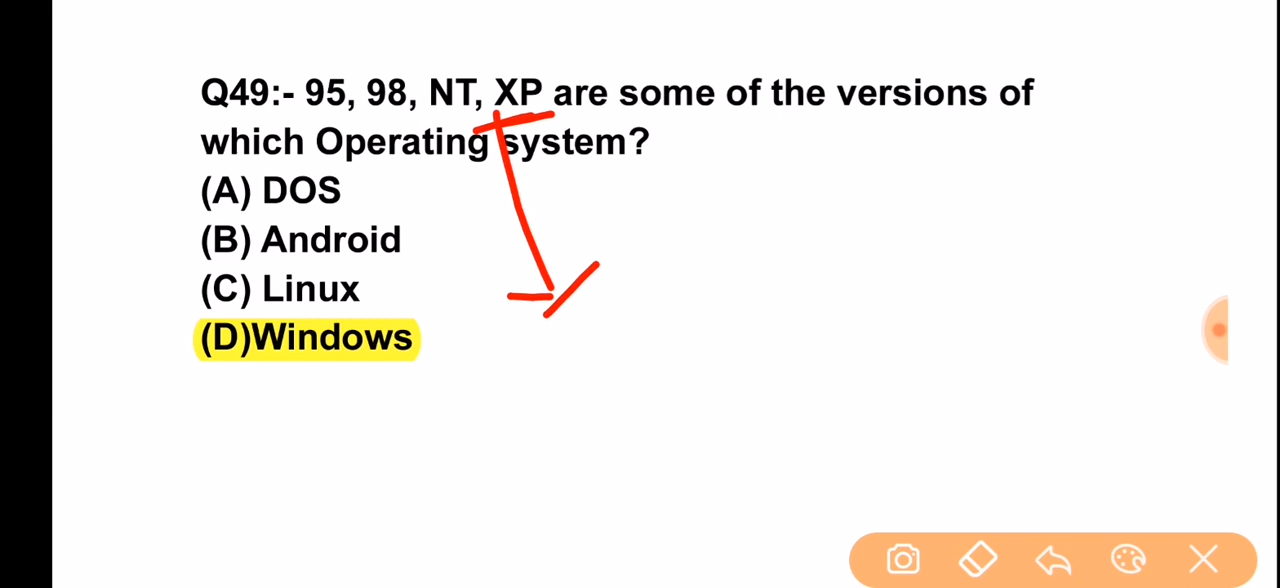 Q49:- 95, 98, NT, XP are some of the versions of
which Operating system?
(A) DOS
(B) Android
(C) Linux
(D)Windows